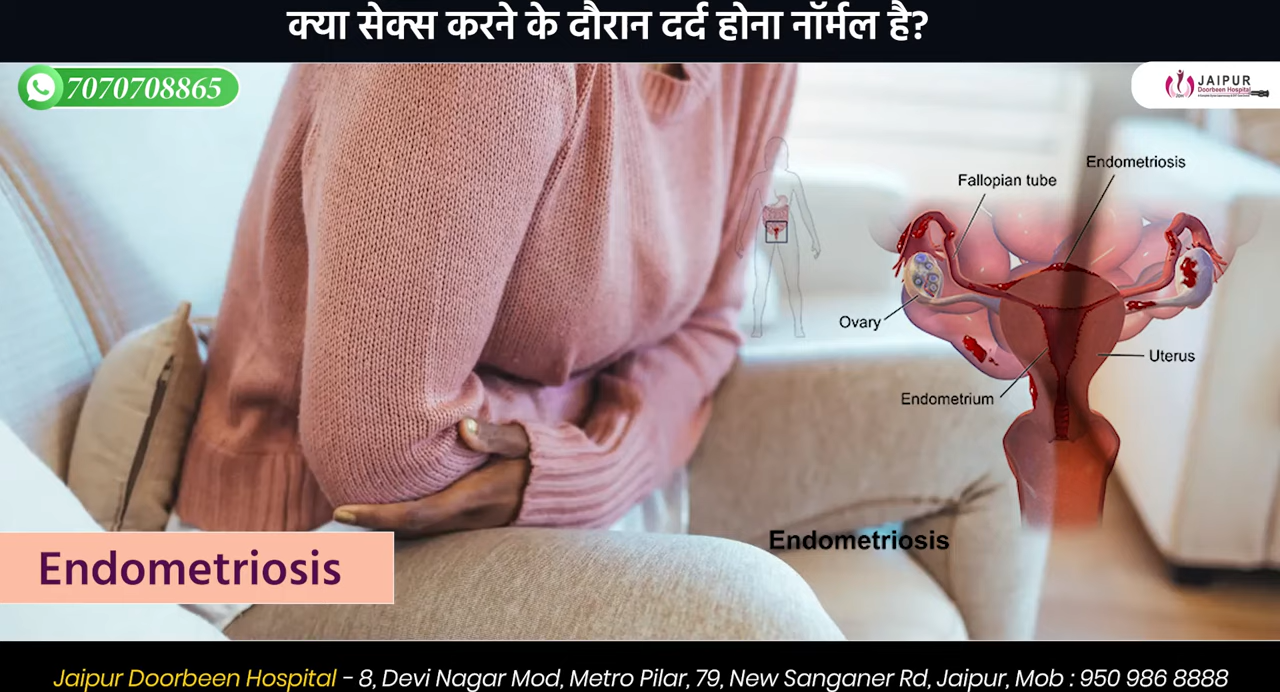 क्या सेक्स करने के दौरान दर्द होना नॉर्मल है?
7070708865
JAIPUR
Doorbeen Hospital
Endometriosis
Fallopian tube
Ovary
Uterus
Endometrium
Endometriosis
Endometriosis
Jaipur Doorbeen Hospital - 8, Devi Nagar Mod, Metro Pilar, 79, New Sanganer Rd, Jaipur, Mob : 950 986 8888